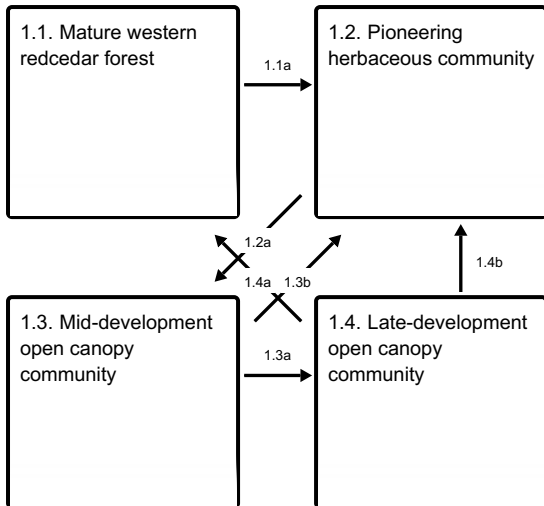 1.1. Mature western
redcedar forest
1.1a
1.2. Pioneering
herbaceous community
1.2a
1.4a
1.3b
1.4b
1.3. Mid-development
open canopy
community
1.3a
1.4. Late-development
open canopy
community